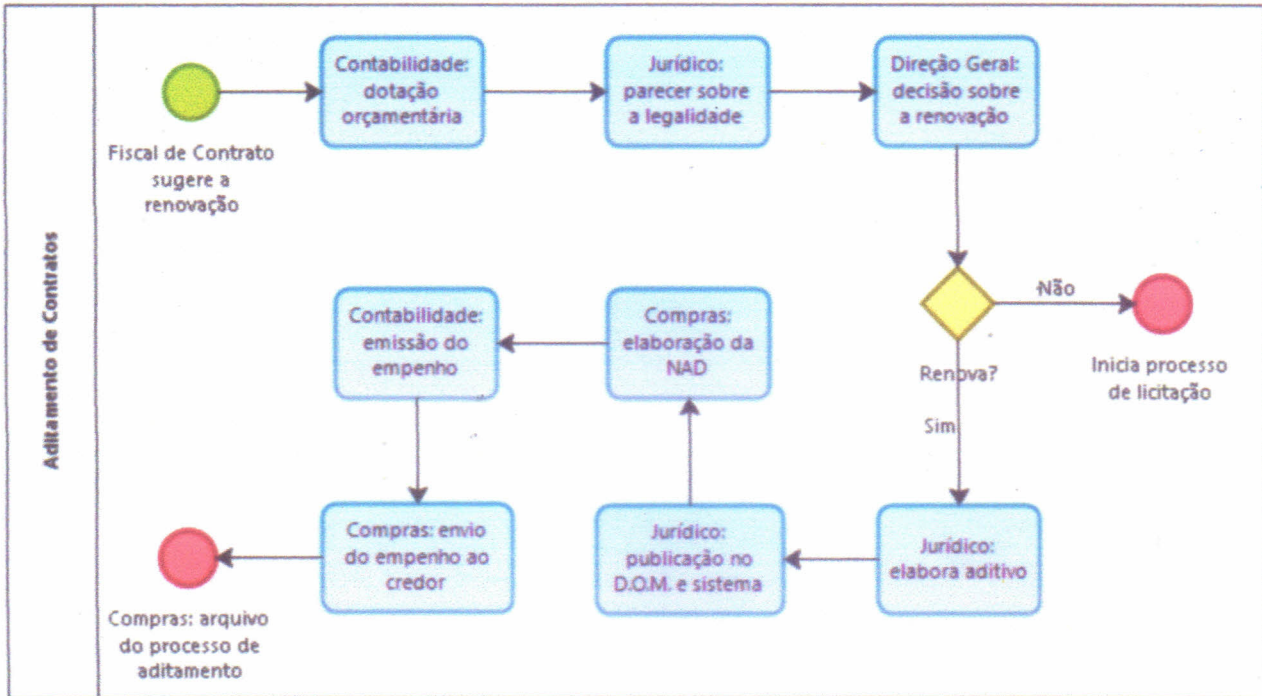 Aditamento de Contratos
Fiscal de Contrato
sugere a
renovação
Contabilidade:
dotação
orçamentária
Jurídico:
parecer sobre
a legalidade
Direção Geral:
decisão sobre
a renovação
Renova?
Não
Inicia processo
de licitação
Sim
Jurídico:
elabora aditivo
Jurídico:
publicação no
D.O.M. e sistema
Compras:
elaboração da
NAD
Contabilidade:
emissão do
empenho
Compras: envio
do empenho ao
credor
Compras: arquivo
do processo de
aditamento